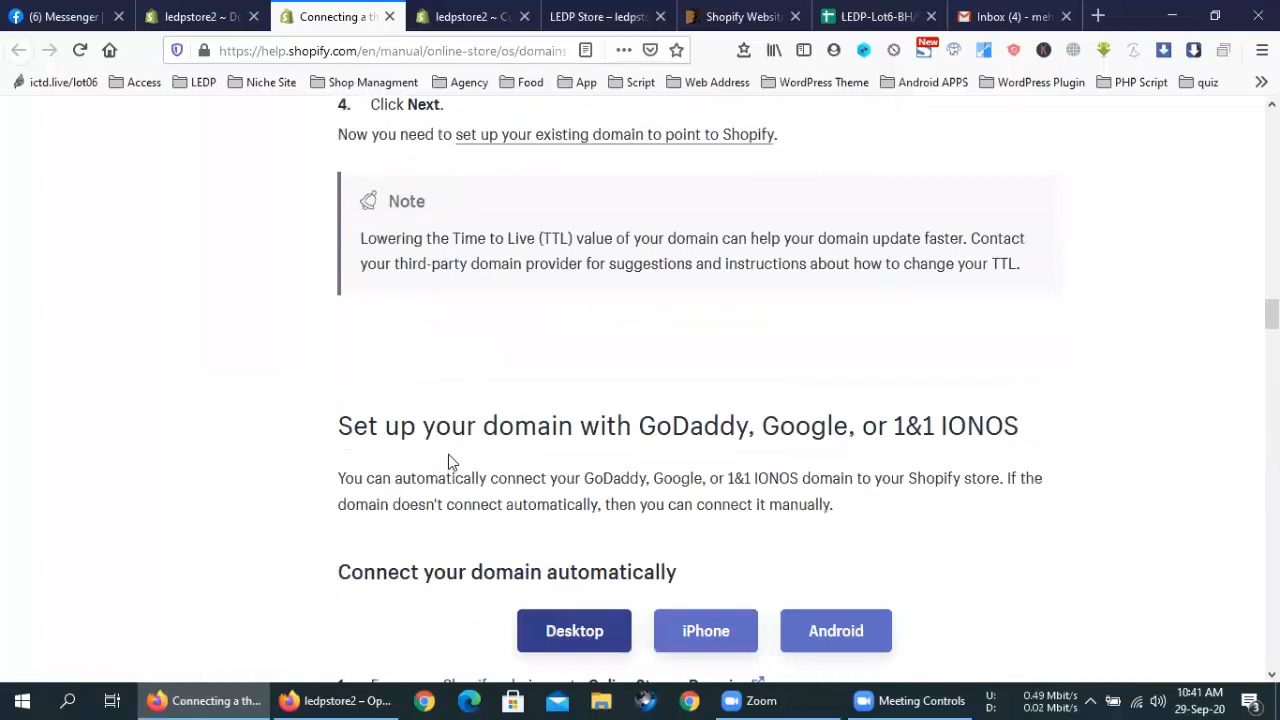 Messenger
ledpstore2 ~ Do
Connecting a th
ledpstore2 ~ C
LEDP Store – ledpst
Shopify Websit
LEDP-Lot6-BH/
Inbox (4) - meh
https://help.shopify.com/en/manual/online-store/os/domains
New
ictd.live/lot06
Access
LEDP
Niche Site
Shop Managment
Agency
Food
App
Script
Web Address
WordPress Theme
Android APPS
WordPress Plugin
PHP Script
quiz
4. Click Next.
Now you need to set up your existing domain to point to Shopify.
Note
Lowering the Time to Live (TTL) value of your domain can help your domain update faster. Contact
your third-party domain provider for suggestions and instructions about how to change your TTL.
Set up your domain with GoDaddy, Google, or 1&1 IONOS
You can automatically connect your GoDaddy, Google, or 1&1 IONOS domain to your Shopify store. If the
domain doesn't connect automatically, then you can connect it manually.
Connect your domain automatically
Desktop
iPhone
Android
Connecting a th...
ledpstore2 ~ Op...
Zoom
Meeting Controls
U: 0.49 Mbit/s
D: 0.02 Mbit/s
10:41 AM
29-Sep-20
3